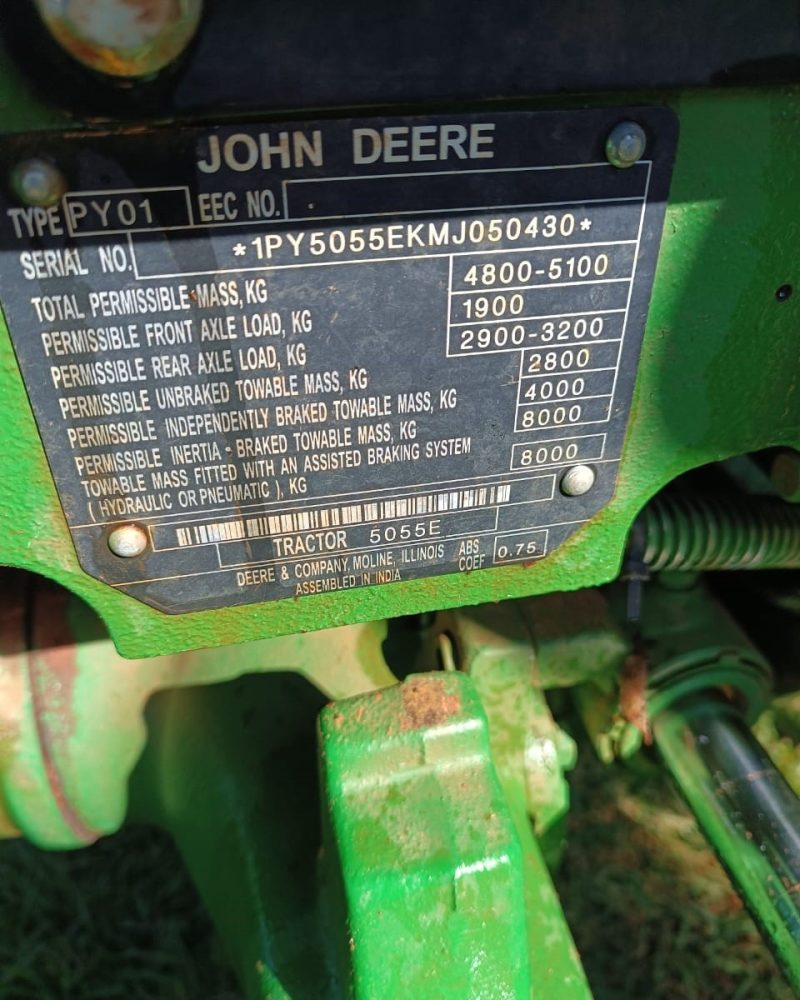 JOHN DEERE
TYPE PY01 EEC NO.
SERIAL NO. *1PY5055EKMJ050430*
TOTAL PERMISSIBLE MASS, KG 4800-5100
PERMISSIBLE FRONT AXLE LOAD, KG 1900
PERMISSIBLE REAR AXLE LOAD, KG 2900-3200
PERMISSIBLE UNBRAKED TOWABLE MASS, KG 2800
PERMISSIBLE INDEPENDENTLY BRAKED TOWABLE MASS, KG 4000
PERMISSIBLE INERTIA - BRAKED TOWABLE MASS, KG 8000
TOWABLE MASS FITTED WITH AN ASSISTED BRAKING SYSTEM 8000
( HYDRAULIC OR PNEUMATIC ), KG
TRACTOR 5055E
DEERE & COMPANY, MOLINE, ILLINOIS ABS COEF 0.75
ASSEMBLED IN INDIA